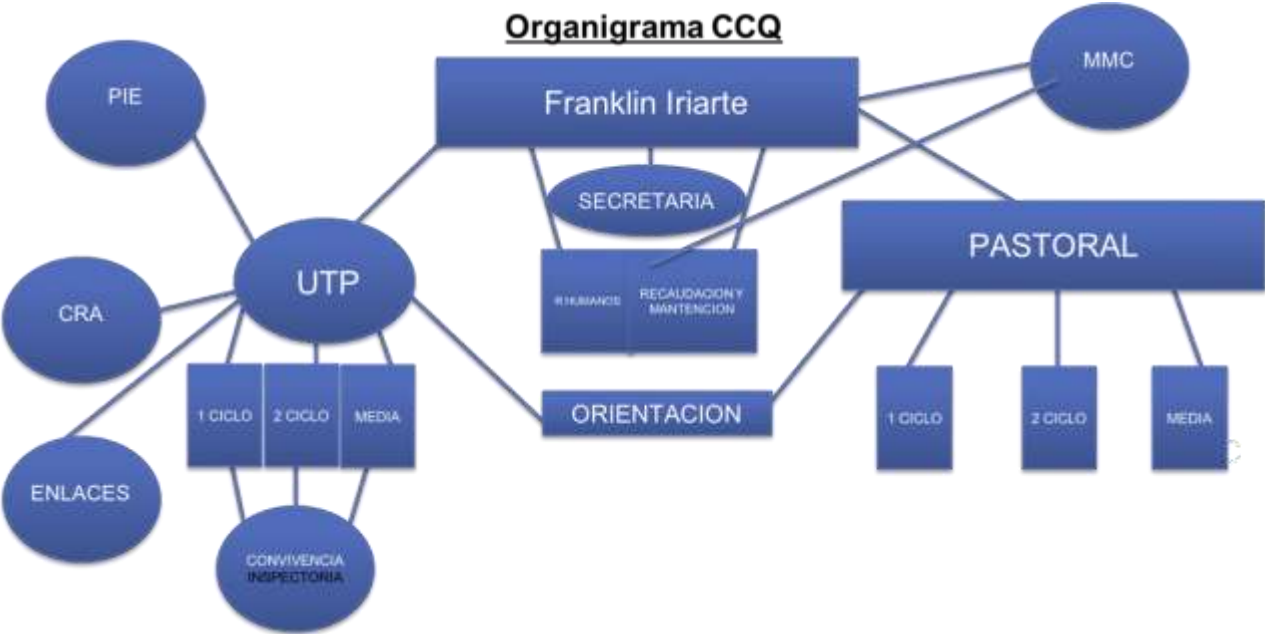 Organigrama CCQ
MMC
PIE
Franklin Iriarte
SECRETARIA
PASTORAL
UTP
R HUMANOS
RECAUDACION Y
MANTENCION
CRA
1 CICLO
2 CICLO
MEDIA
ORIENTACION
1 CICLO
2 CICLO
MEDIA
ENLACES
CONVIVENCIA
INSPECTORIA